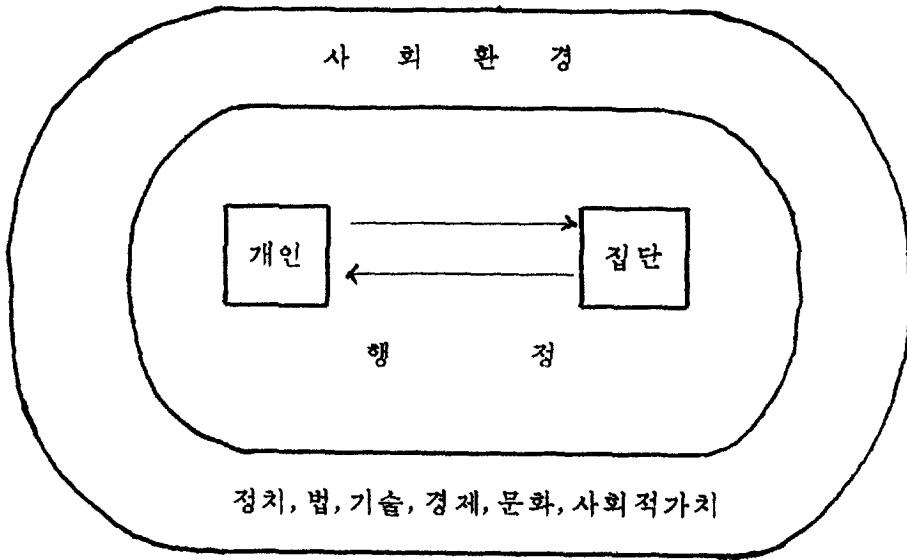 사 회 환 경
개인
집단
행 정
정치, 법, 기술, 경제, 문화, 사회적가치